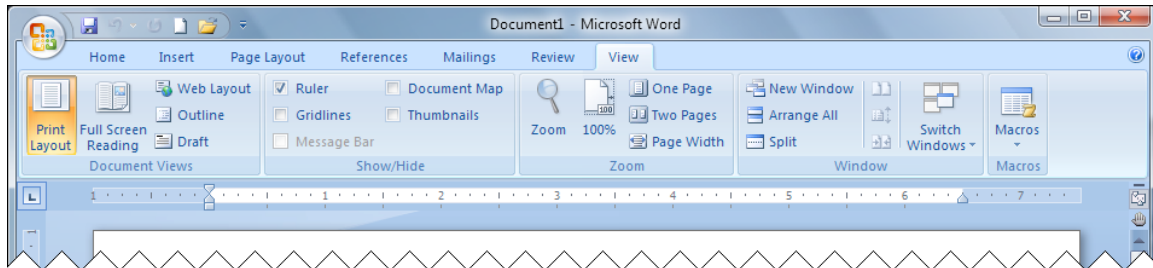 Document1 - Microsoft Word
Home Insert Page Layout References Mailings Review View
Print Layout
Full Screen Reading
Web Layout
Outline
Draft
Document Views
Ruler
Gridlines
Message Bar
Document Map
Thumbnails
Show/Hide
Zoom
100
100%
One Page
Two Pages
Page Width
Zoom
New Window
Arrange All
Split
Switch Windows
Window
Macros
Macros
L 1 1 2 3 4 5 6 7